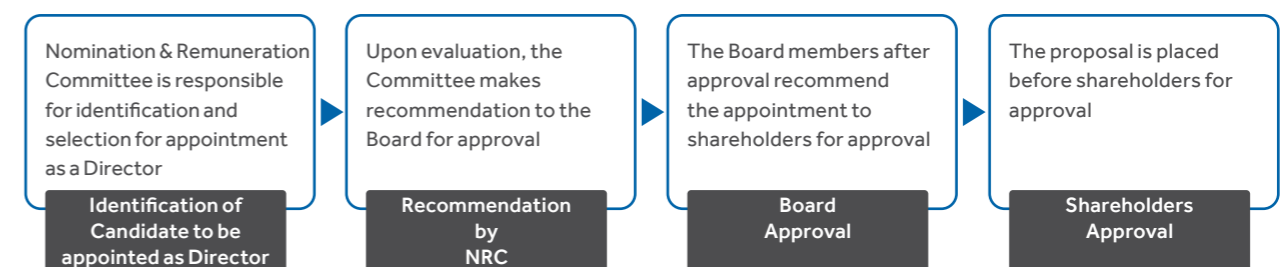 Nomination & Remuneration
Committee is responsible
for identification and
selection for appointment
as a Director
Identification of
Candidate to be
appointed as Director
Upon evaluation, the
Committee makes
recommendation to the
Board for approval
Recommendation
by
NRC
The Board members after
approval recommend
the appointment to
shareholders for approval
Board
Approval
The proposal is placed
before shareholders for
approval
Shareholders
Approval